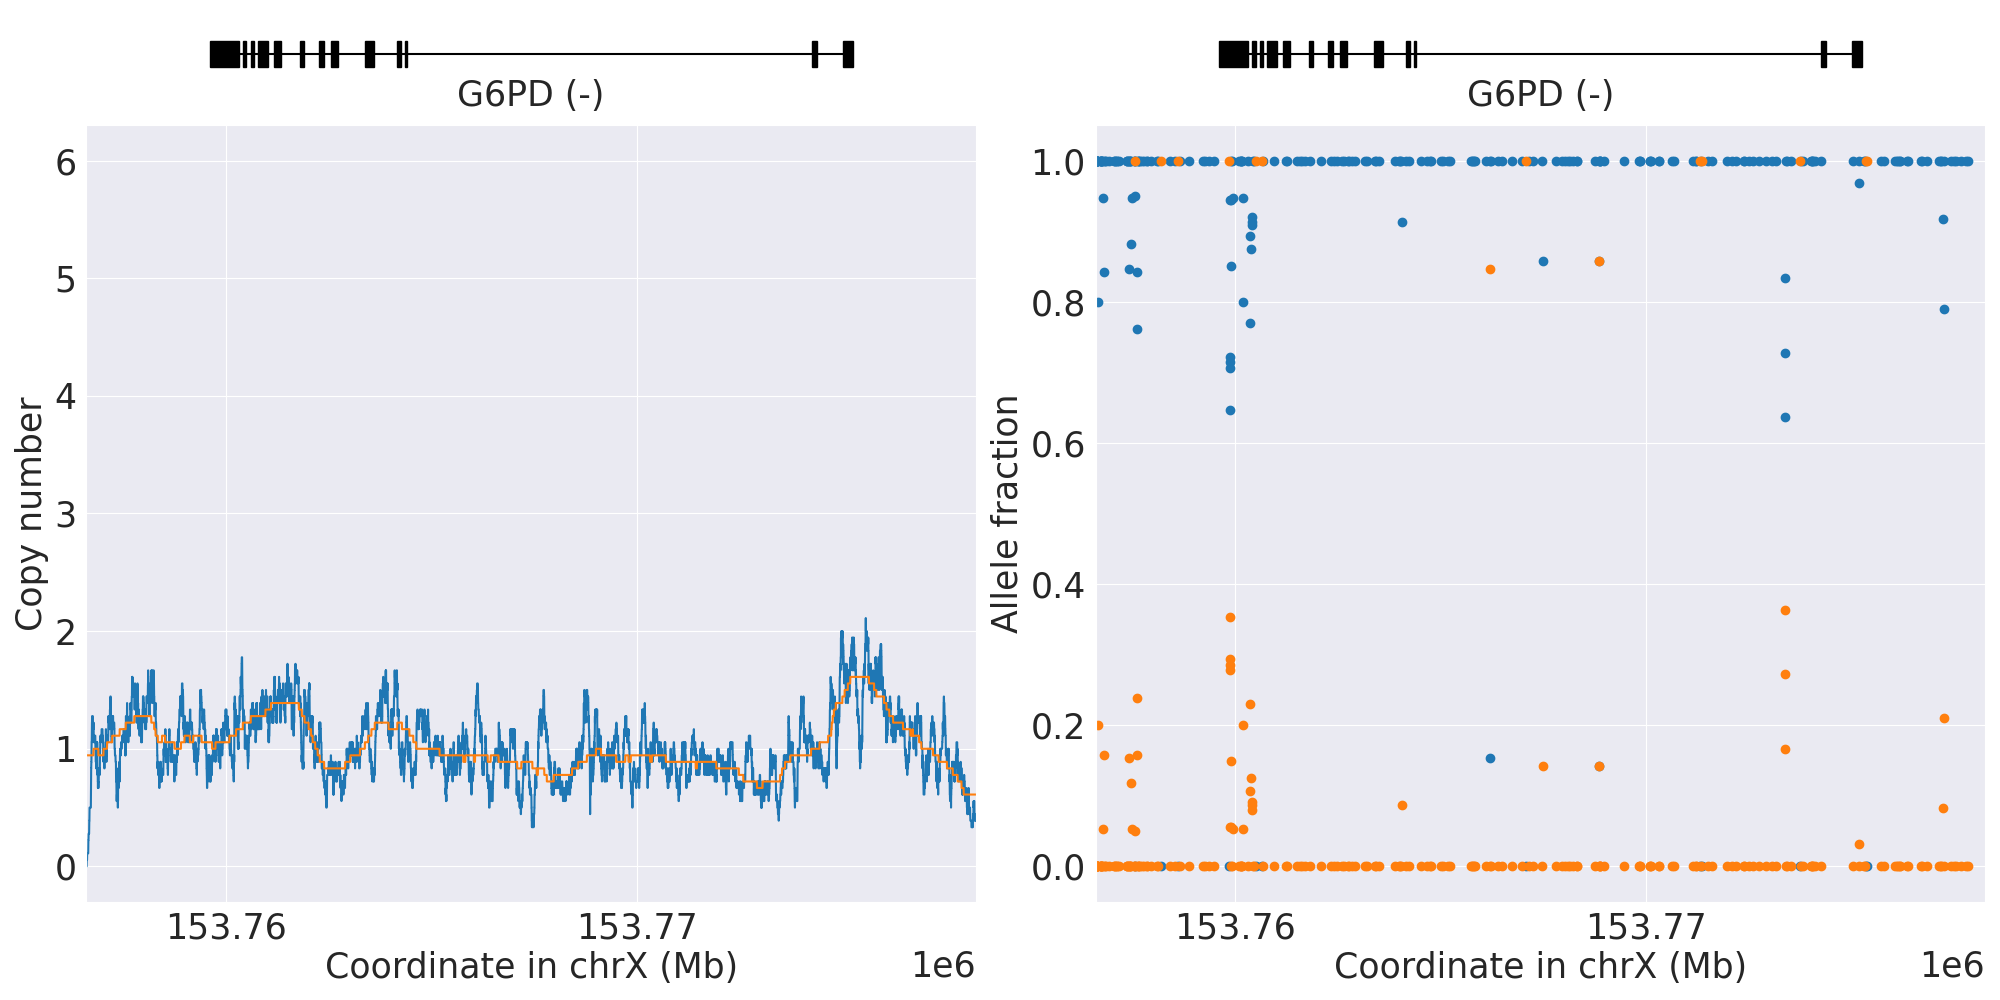 G6PD (-)
6
5
4
3
2
1
0
Copy number
153.76
153.77
Coordinate in chrX (Mb)
1e6
G6PD (-)
1.0
0.8
0.6
0.4
0.2
0.0
Allele fraction
153.76
153.77
Coordinate in chrX (Mb)
1e6